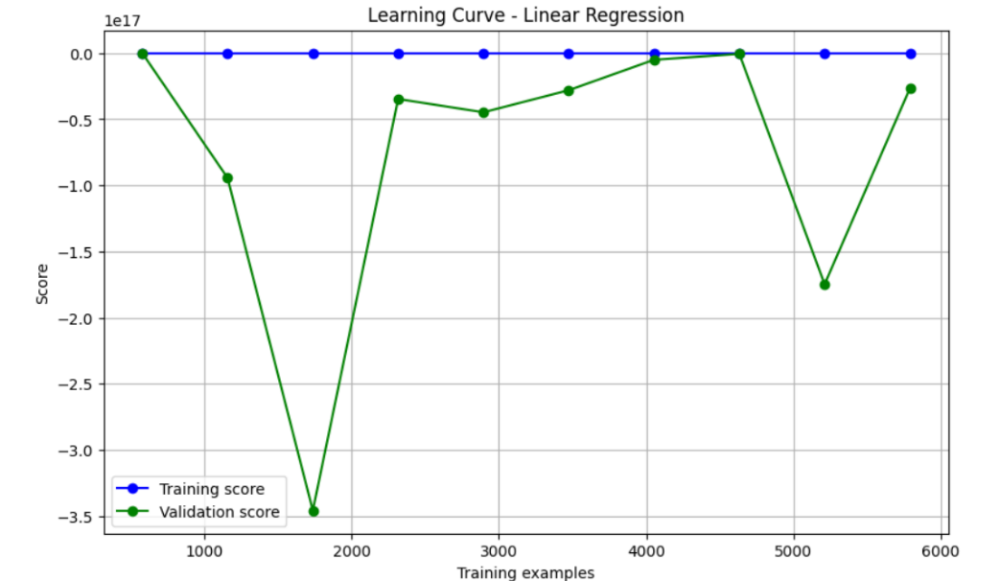 Learning Curve - Linear Regression
1e17
0.0
−0.5
−1.0
−1.5
−2.0
−2.5
−3.0
−3.5
Score
Training score
Validation score
1000 2000 3000 4000 5000 6000
Training examples